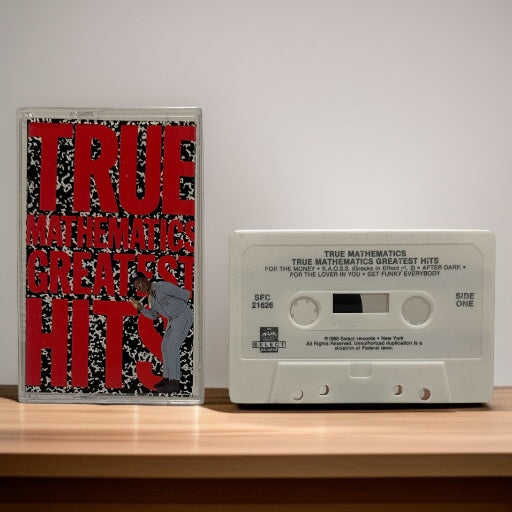 TRUE
MATHEMATICS
GREATEST
HITS
TRUE MATHEMATICS
TRUE MATHEMATICS GREATEST HiTS
FOR THE MONEY • K.A.O.S.S. (Greeks in Effect pt. 2) • AFTER DARK •
FOR THE LOVER IN YOU • GET FUNKY EVERYBODY
SFC
21626
SIDE
ONE
SELECT
℗1988 Select Records • New York
All Rights Reserved. Unauthorized duplication is a
violation of Federal laws.